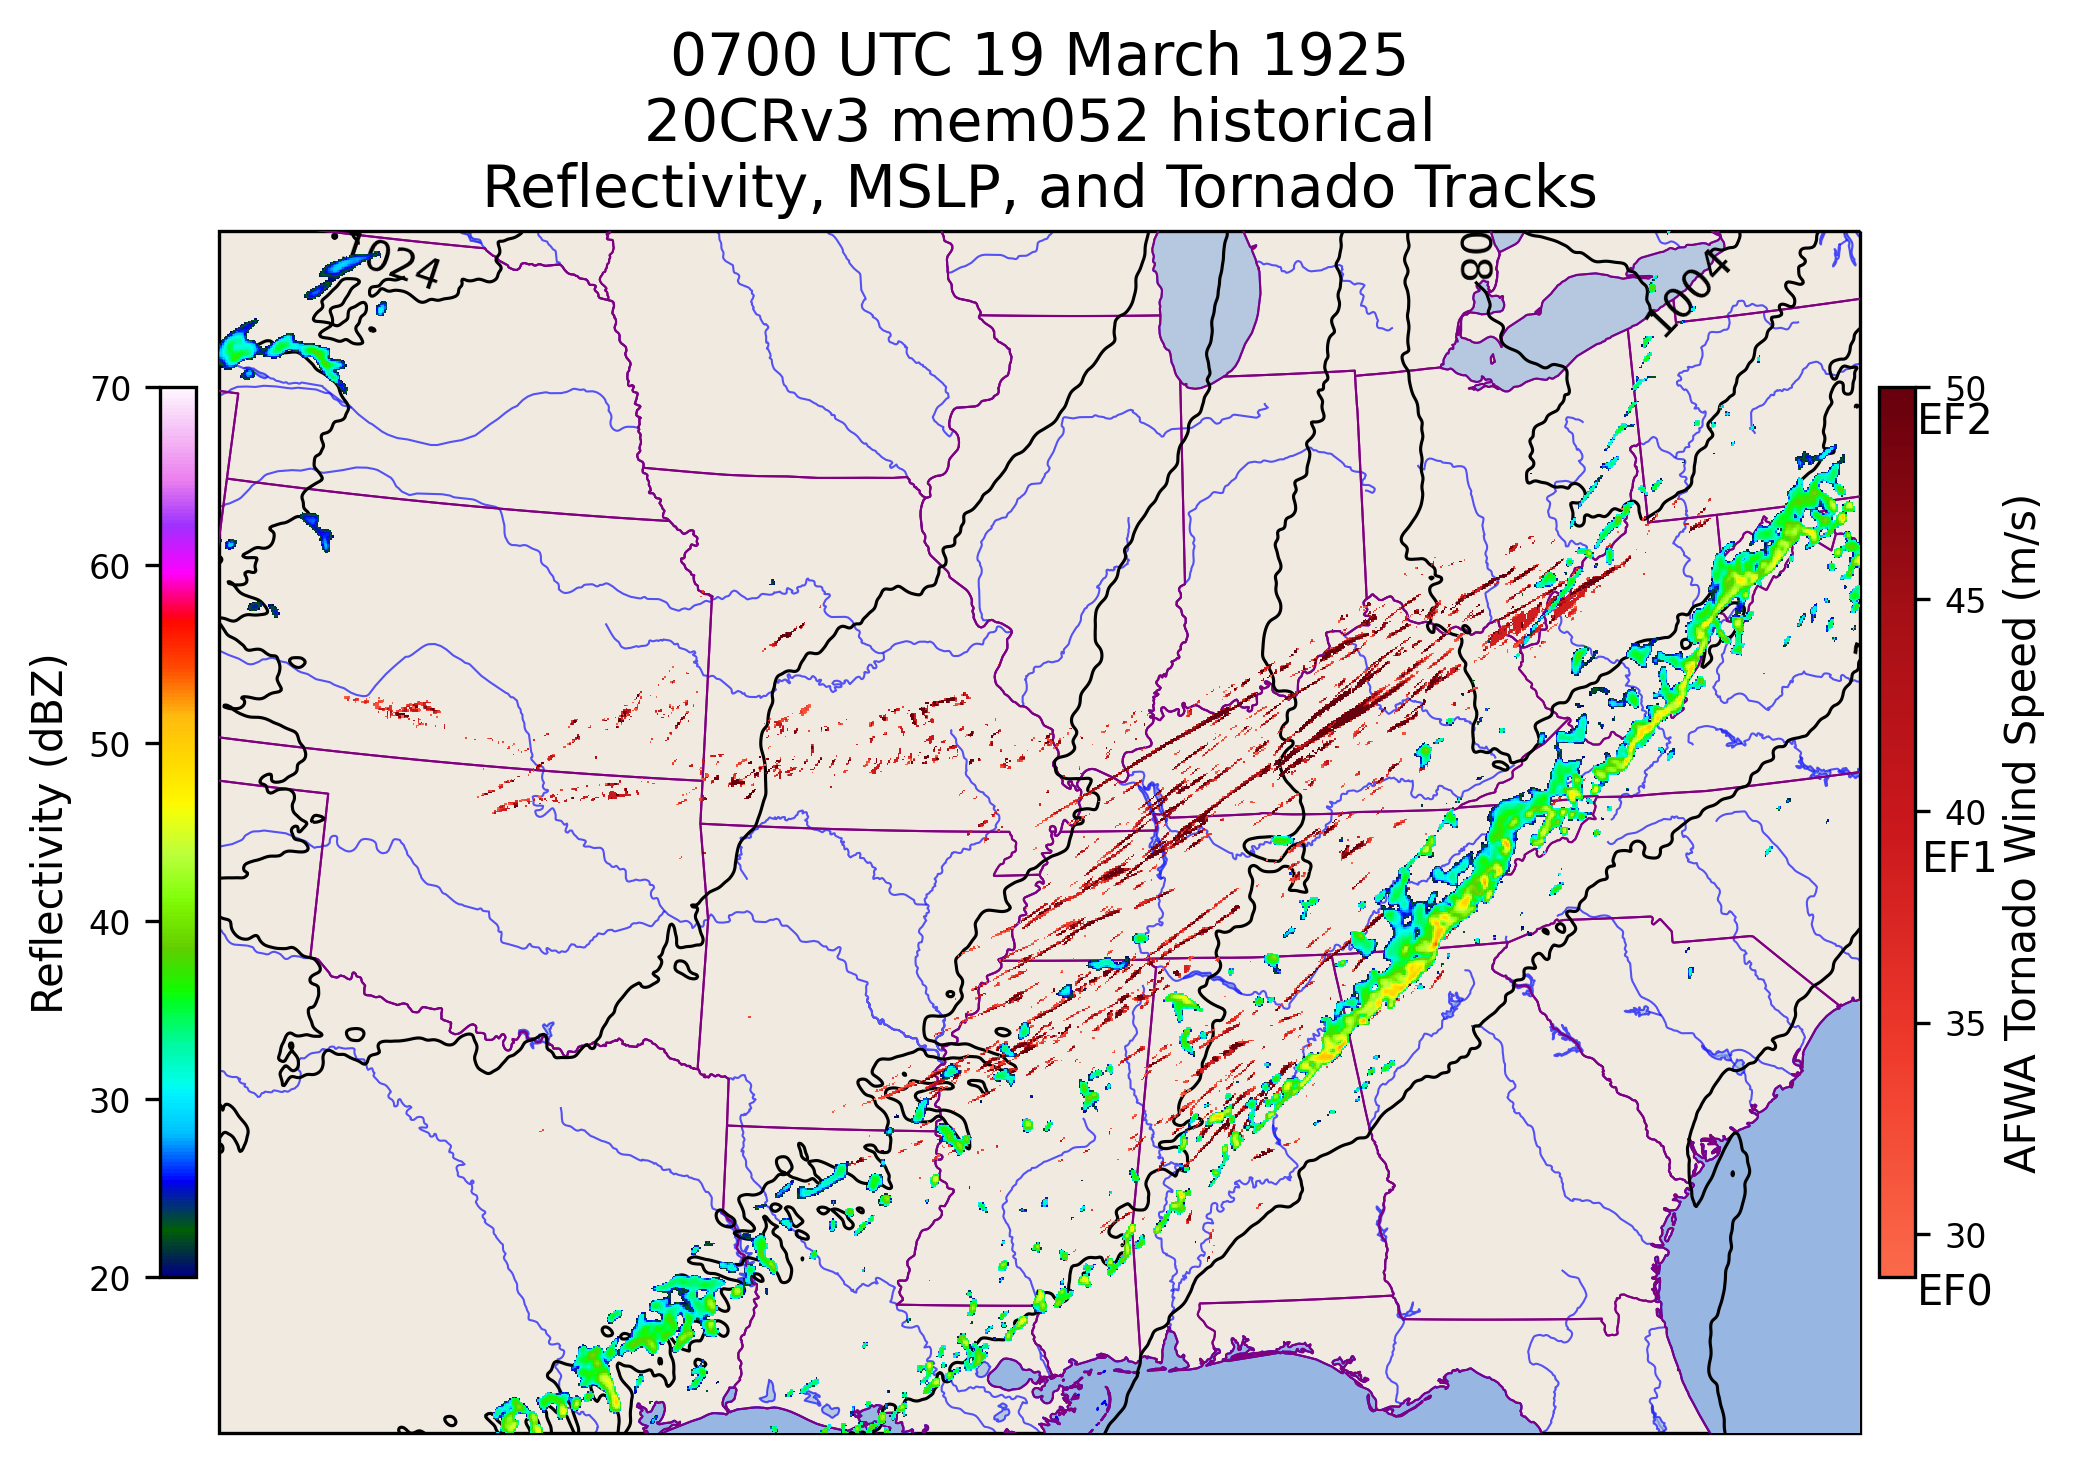 0700 UTC 19 March 1925
20CRv3 mem052 historical
Reflectivity, MSLP, and Tornado Tracks
1024
1004
70
60
50
40
30
20
Reflectivity (dBZ)
50
EF2
45
40
EF1
35
30
EF0
AFWA Tornado Wind Speed (m/s)